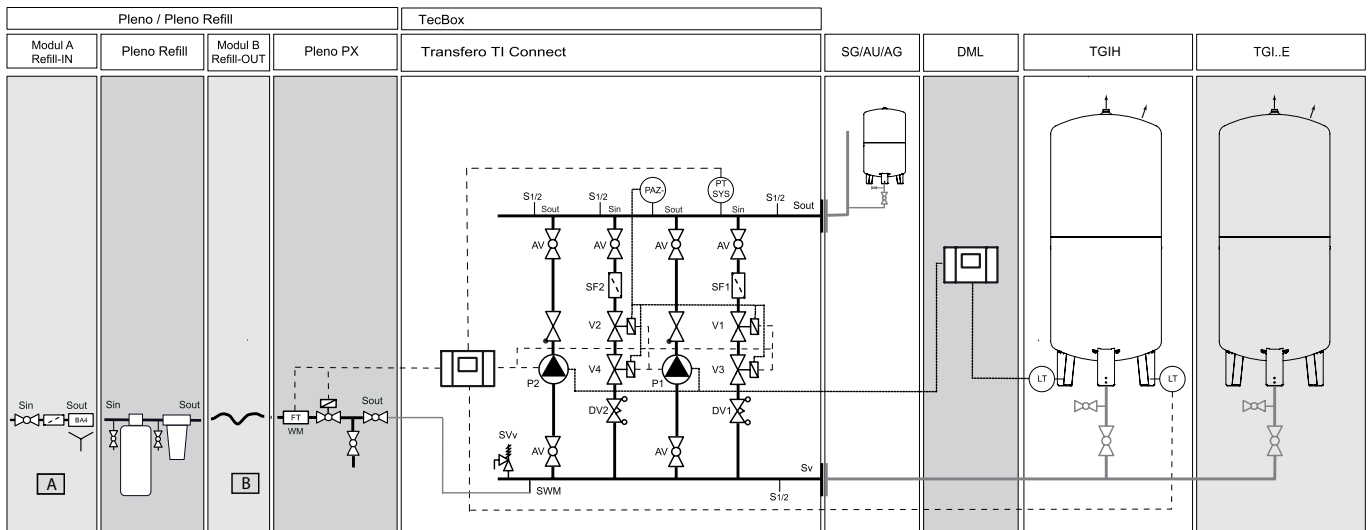 Pleno / Pleno Refill
TecBox
Modul A
Refill-IN
Pleno Refill
Modul B
Refill-OUT
Pleno PX
Transfero TI Connect
SG/AU/AG
DML
TGIH
TGI..E
PAZ-
PT
SYS
S1/2
S1/2
S1/2
Sout
Sout
Sin
Sout
Sin
AV
AV
AV
AV
SF2
SF1
V2
V1
V4
V3
P2
P1
LT
LT
DV2
DV1
Sin
Sout
BA4
Sin
Sout
FT
WM
Sout
SVv
AV
AV
Sv
A
B
SWM
S1/2